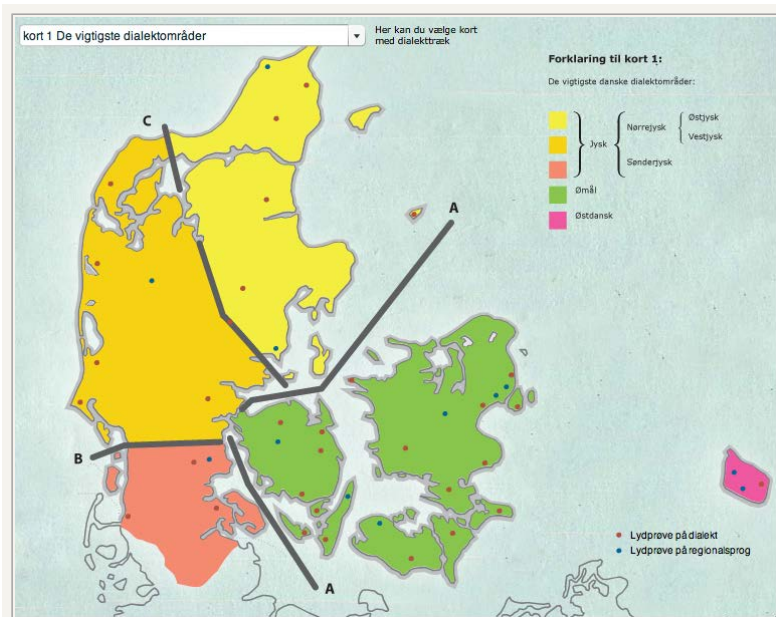 kort 1 De vigtigste dialektområder
Her kan du vælge kort
med dialekttræk
Forklaring til kort 1:
De vigtigste danske dialektområder:
Jysk
Nørrejysk
Østjysk
Vestjysk
Sønderjysk
Ømål
Østdansk
C
A
B
A
Lydprøve på dialekt
Lydprøve på regionalsprog